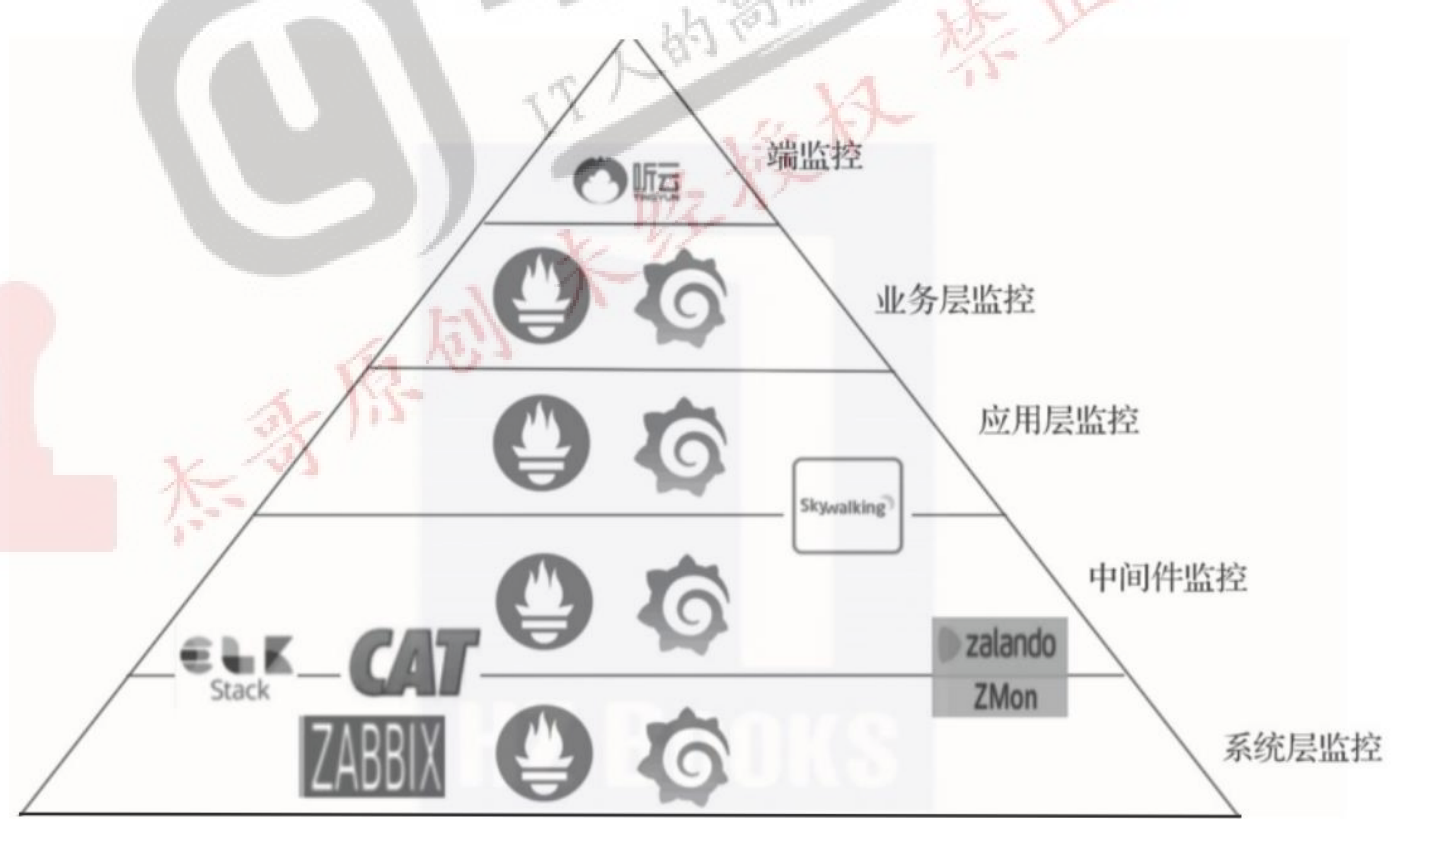 IT人的高
杰哥原创 未经授权 禁止
听云
TINGYUN
端监控
业务层监控
应用层监控
Skywalking
中间件监控
ELK
Stack
CAT
zalando
ZMon
ZABBIX
系统层监控